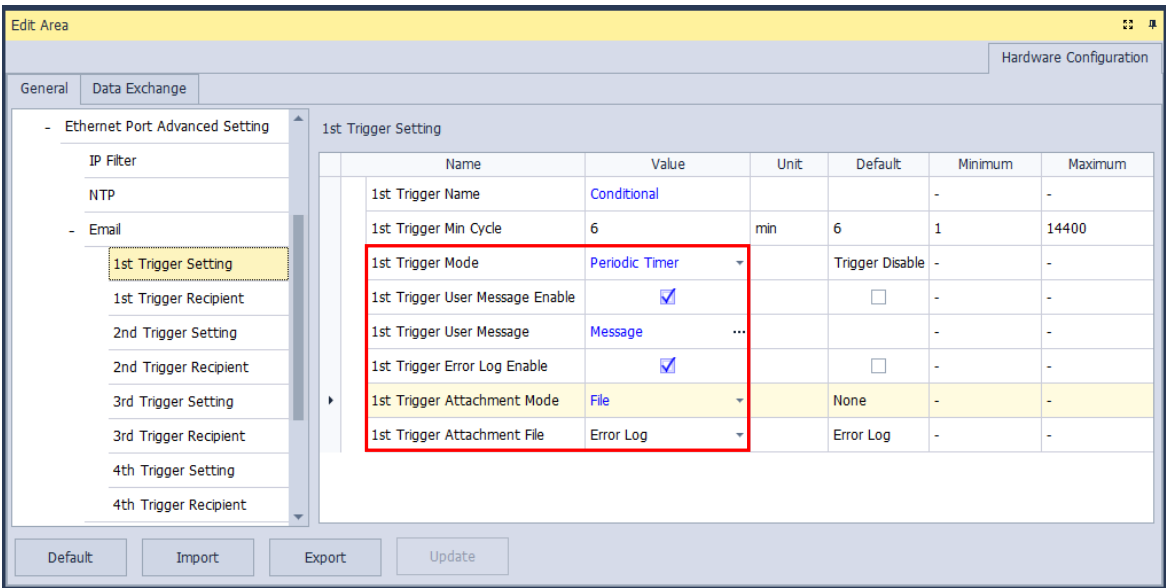 Edit Area
Hardware Configuration
General Data Exchange
- Ethernet Port Advanced Setting
IP Filter
NTP
- Email
1st Trigger Setting
1st Trigger Recipient
2nd Trigger Setting
2nd Trigger Recipient
3rd Trigger Setting
3rd Trigger Recipient
4th Trigger Setting
4th Trigger Recipient
1st Trigger Setting
Name Value Unit Default Minimum Maximum
1st Trigger Name Conditional - -
1st Trigger Min Cycle 6 min 6 1 14400
1st Trigger Mode Periodic Timer Trigger Disable - -
1st Trigger User Message Enable - -
1st Trigger User Message Message ... - -
1st Trigger Error Log Enable - -
1st Trigger Attachment Mode File None - -
1st Trigger Attachment File Error Log Error Log - -
Default Import Export Update